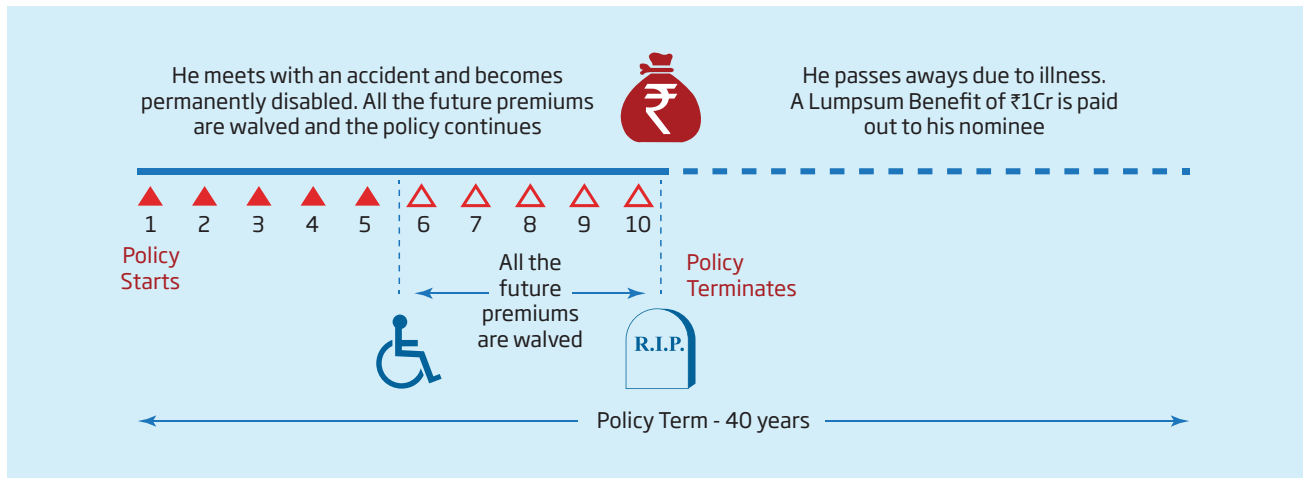 He meets with an accident and becomes
permanently disabled. All the future premiums
are walved and the policy continues
₹
He passes aways due to illness.
A Lumpsum Benefit of ₹1Cr is paid
out to his nominee
1 2 3 4 5 6 7 8 9 10
Policy
Starts
All the
future
premiums
are walved
Policy
Terminates
R.I.P.
Policy Term - 40 years